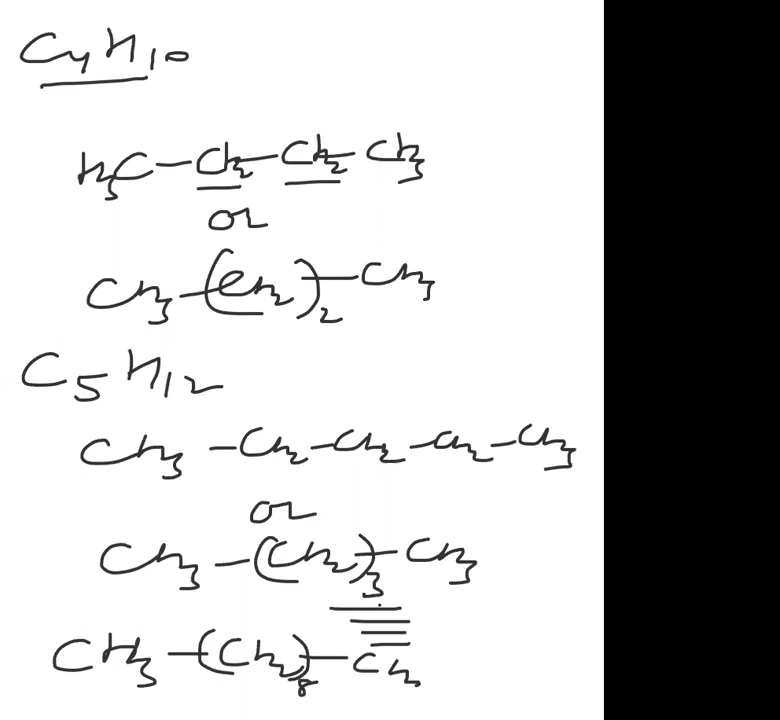 C4H10
H3C-CH2-CH2-CH3
or
CH3-(CH2)2-CH3
C5H12
CH3-CH2-CH2-CH2-CH3
or
CH3-(CH2)3-CH3
CH3-(CH2)8-CH3